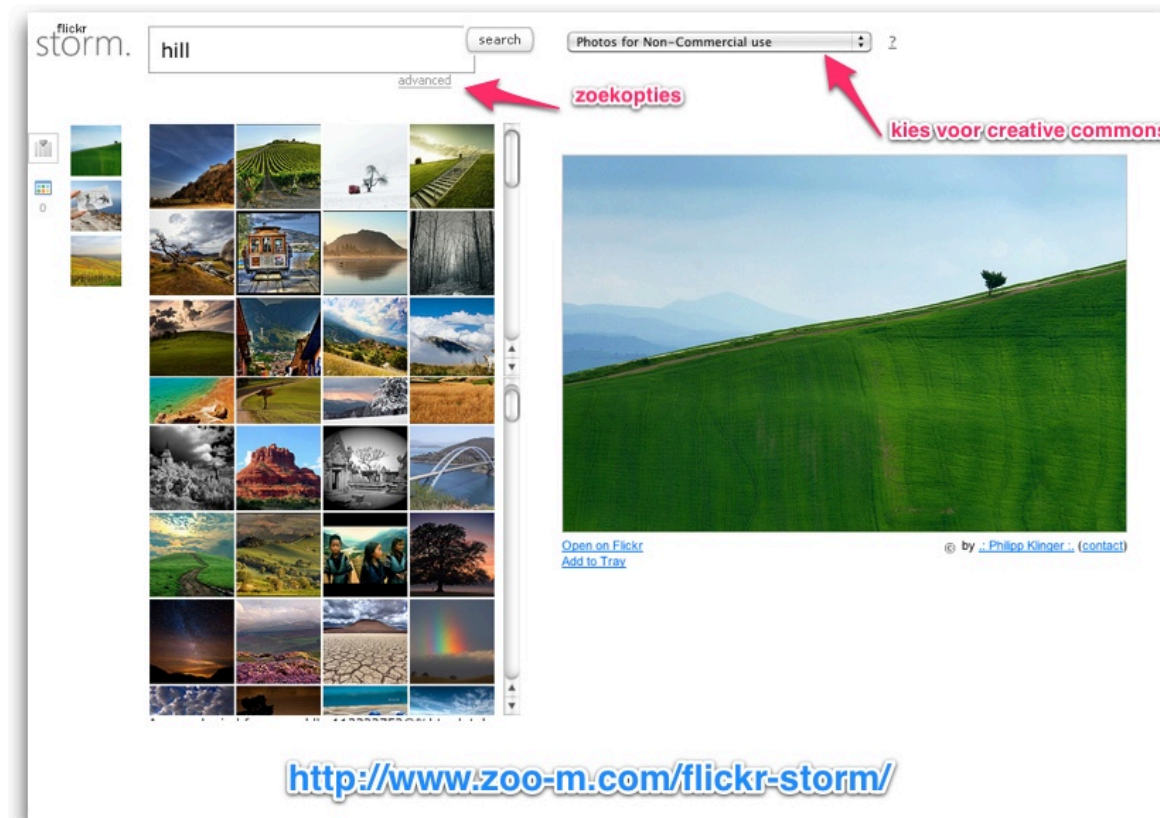 flickr
storm.
hill
search
Photos for Non-Commercial use
?
advanced
zoekopties
kies voor creative commons
0
Open on Flickr
Add to Tray
© by .: Philipp Klinger :. (contact)
http://www.zoo-m.com/flickr-storm/